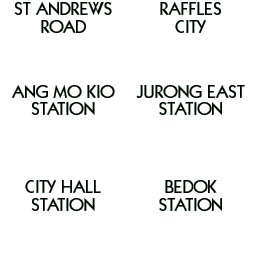 ST ANDREWS
ROAD
RAFFLES
CITY
ANG MO KIO
STATION
JURONG EAST
STATION
CITY HALL
STATION
BEDOK
STATION